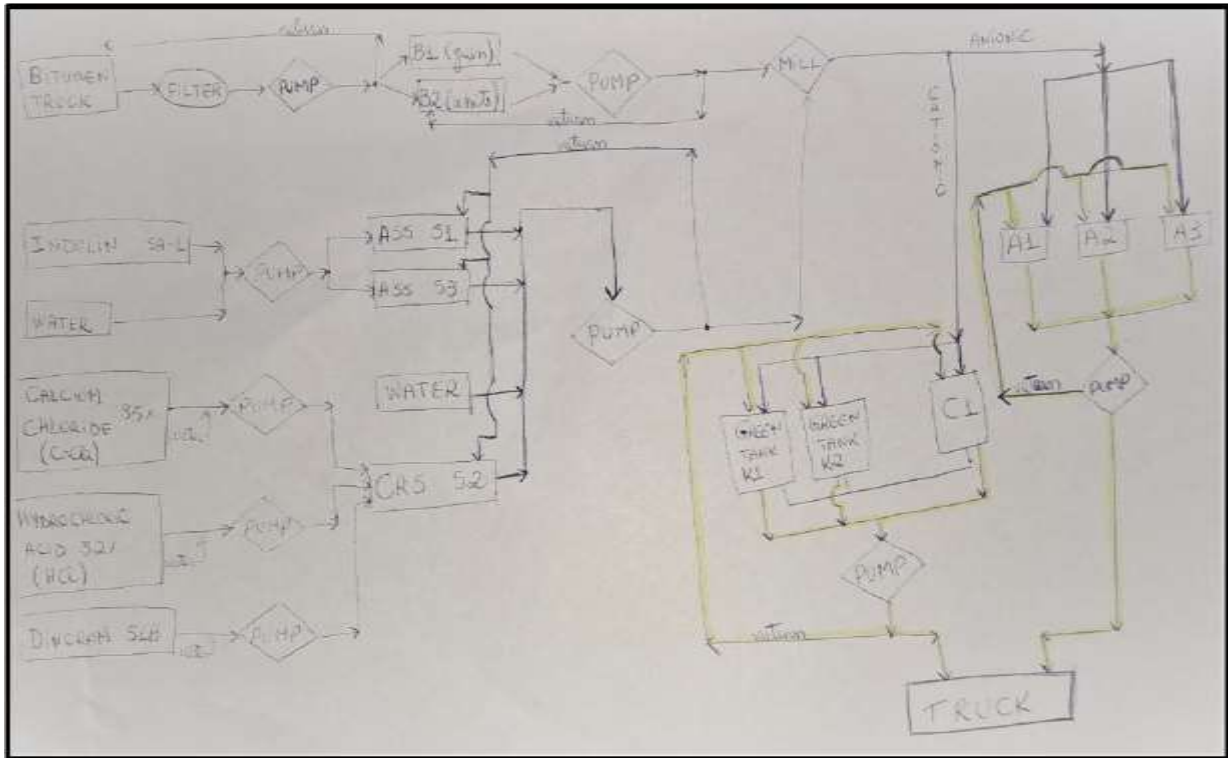 return
BITUMEN
TRUCK
FILTER
PUMP
B1
B2
PUMP
return
MILL
ANIONIC
CATIONIC
return
INDULIN SA-L
WATER
PUMP
ASS S1
ASS S3
PUMP
WATER
CRS S2
CALCIUM
CHLORIDE
35%
PUMP
HYDROCHLORIC
ACID 32%
(HCL)
PUMP
DINORAM SLB
PUMP
A1
A2
A3
PUMP
return
GREEN
TANK
K1
GREEN
TANK
K2
C1
PUMP
return
TRUCK